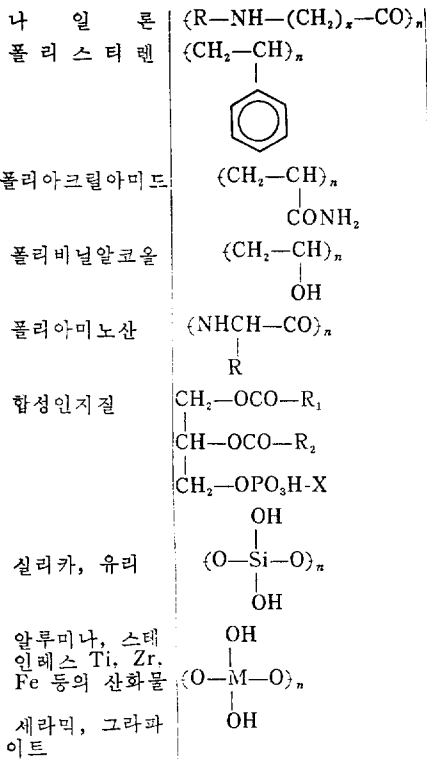 나 일 론 {R—NH—(CH₂)ₓ—CO}ₙ
폴 리 스 티 렌 {CH₂—CH}ₙ
폴리아크릴아미드 {CH₂—CH}ₙ
CONH₂
폴리비닐알코올 {CH₂—CH}ₙ
OH
폴리아미노산 {NHCH—CO}ₙ
R
합성인지질 CH₂—OCO—R₁
CH—OCO—R₂
CH₂—OPO₃H-X
OH
실리카, 유리 {O—Si—O}ₙ
OH
알루미나, 스테 OH
인레스 Ti, Zr,
Fe 등의 산화물 {O—M—O}ₙ
OH
세라믹, 그라파
이트